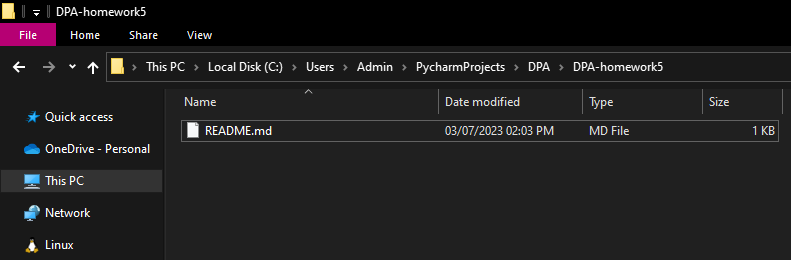 DPA-homework5
File Home Share View
This PC > Local Disk (C:) > Users > Admin > PycharmProjects > DPA > DPA-homework5
Name Date modified Type Size
Quick access
README.md 03/07/2023 02:03 PM MD File 1 KB
OneDrive - Personal
This PC
Network
Linux